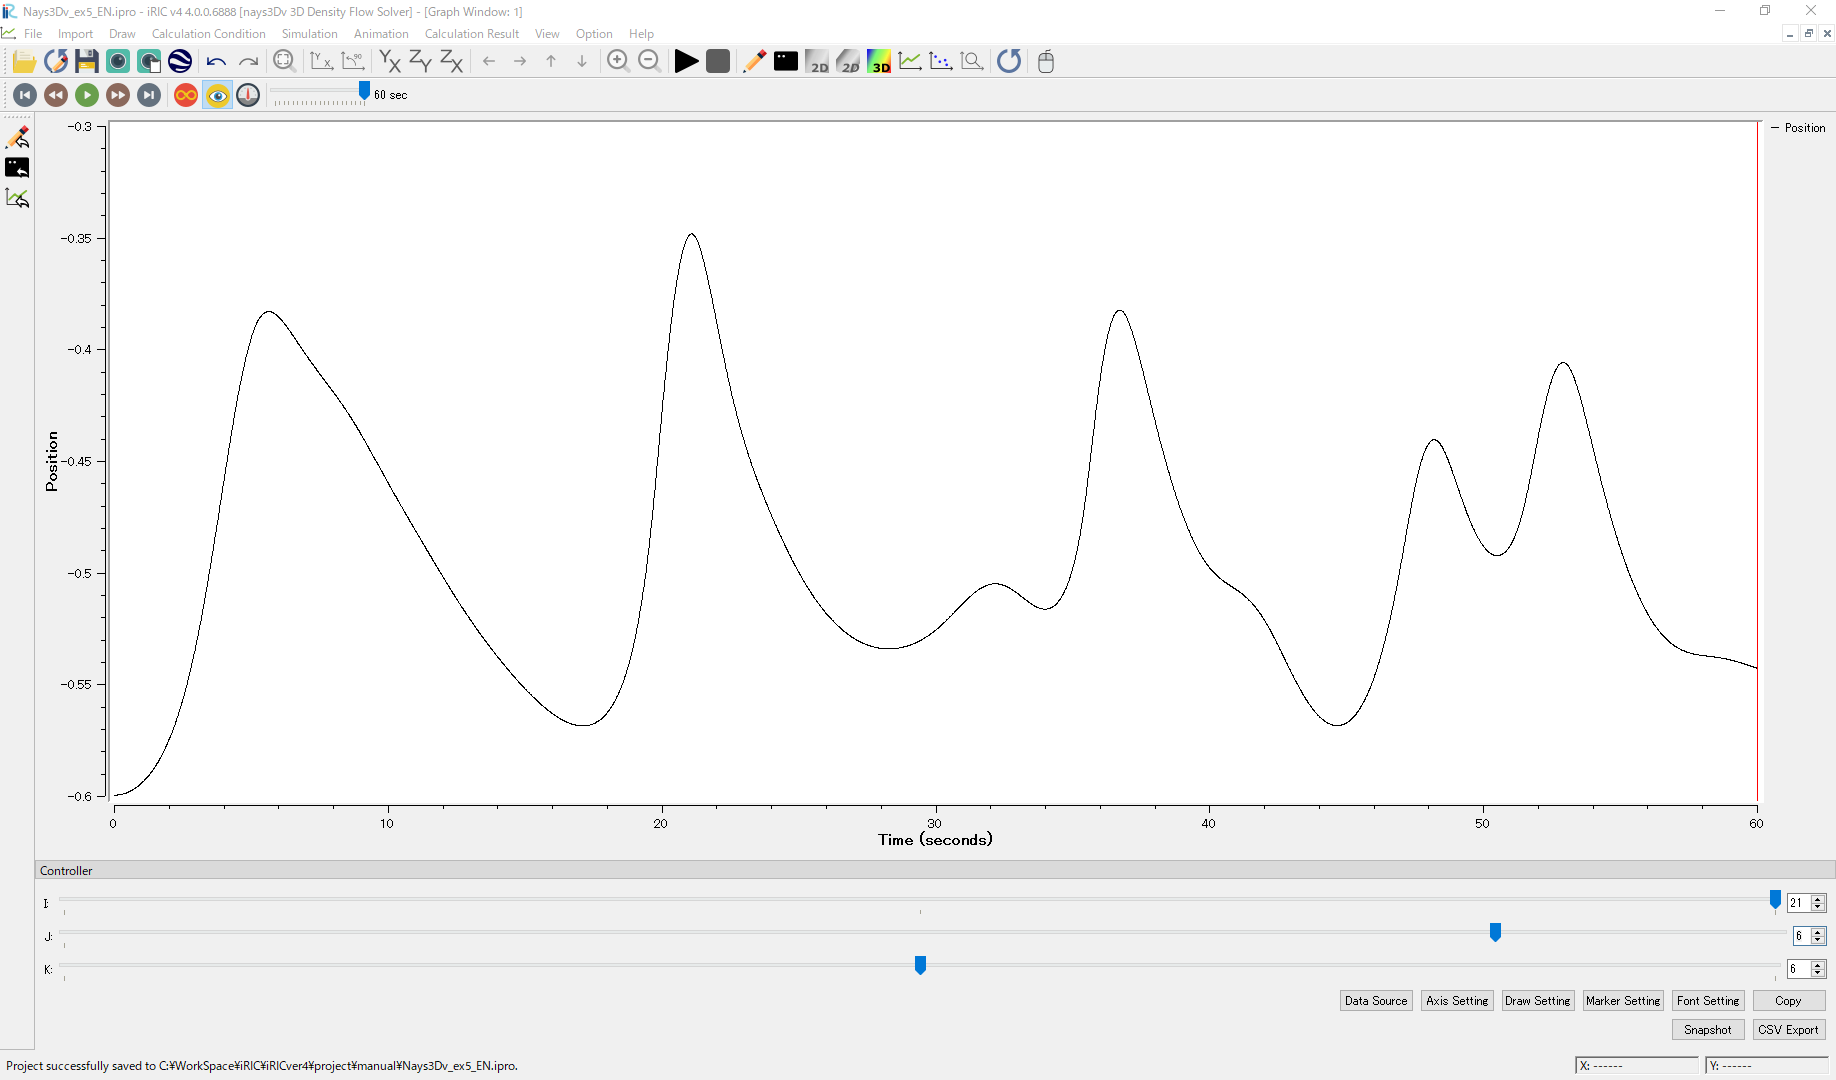 Nays3Dv_ex5_EN.ipro - iRIC v4 4.0.0.6888 [nays3Dv 3D Density Flow Solver] - [Graph Window: 1]
File Import Draw Calculation Condition Simulation Animation Calculation Result View Option Help
2D 2D 3D
60 sec
-0.3
-0.35
-0.4
-0.45
-0.5
-0.55
-0.6
Position
Position
0 10 20 30 40 50 60
Time (seconds)
Controller
I: 21
J: 6
K: 6
Data Source Axis Setting Draw Setting Marker Setting Font Setting Copy
Snapshot CSV Export
Project successfully saved to C:¥WorkSpace¥iRIC¥iRICver4¥project¥manual¥Nays3Dv_ex5_EN.ipro.
X: ------ Y: ------